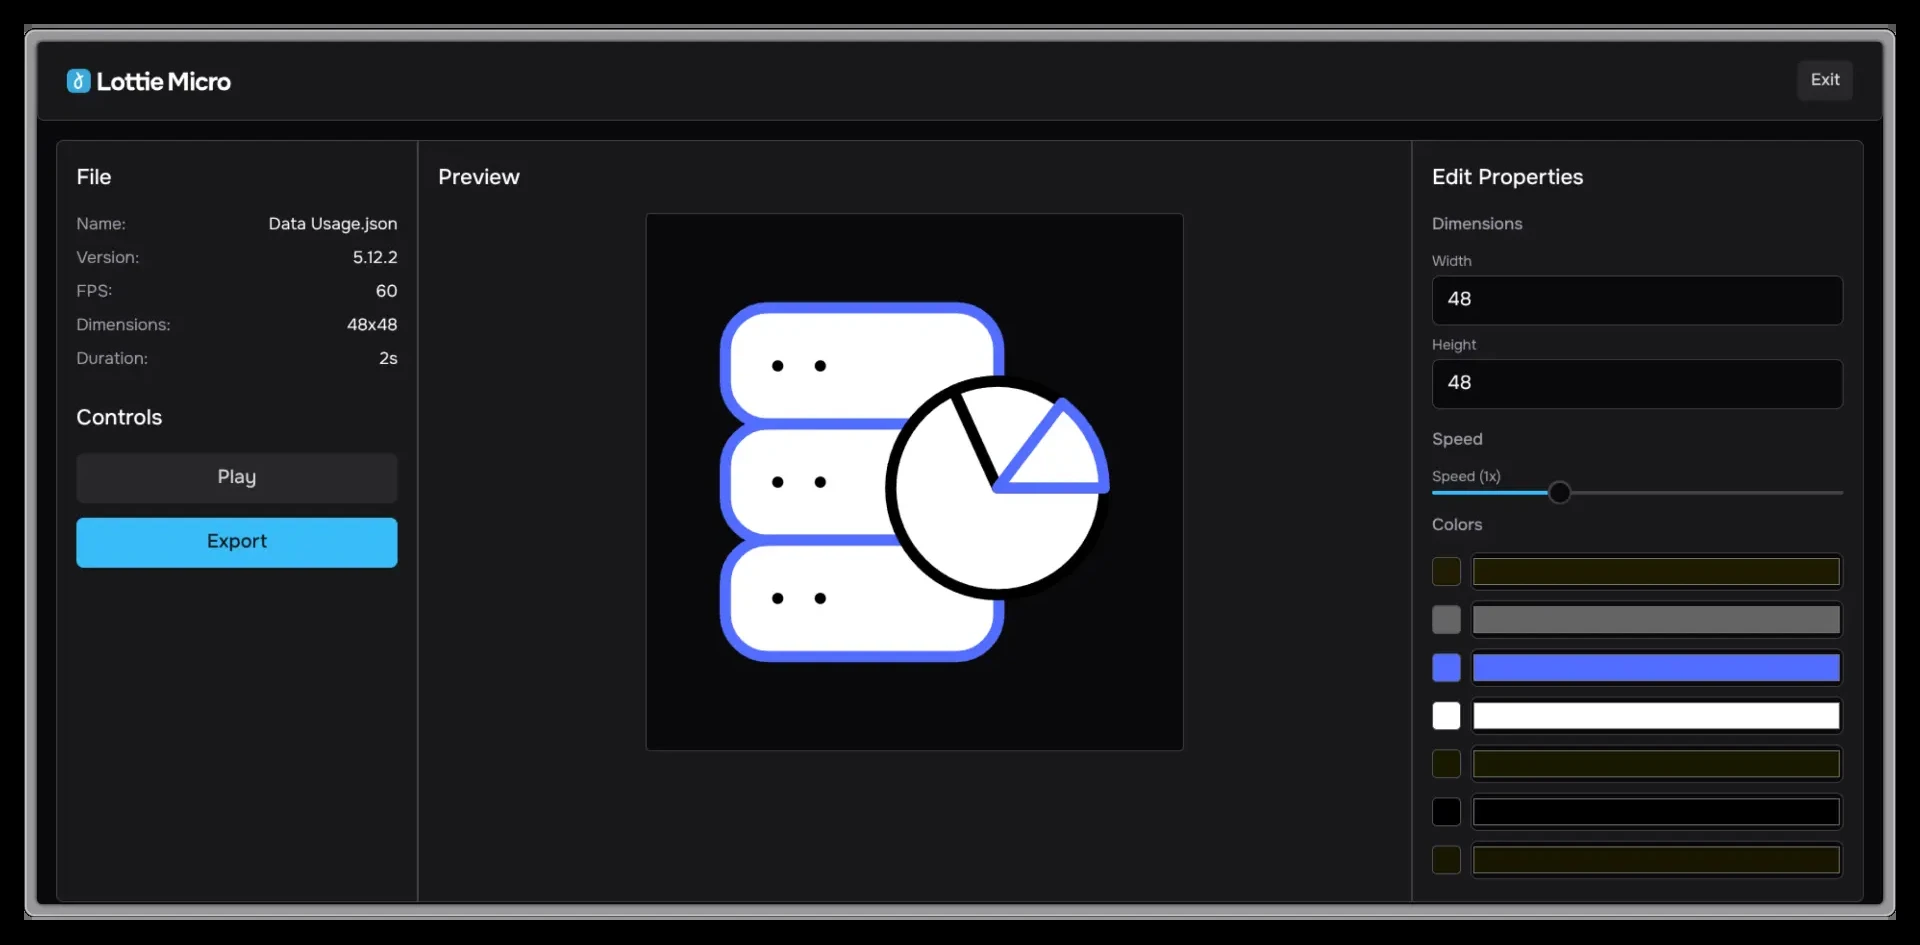 Lottie Micro
Exit
File
Name: Data Usage.json
Version: 5.12.2
FPS: 60
Dimensions: 48x48
Duration: 2s
Controls
Play
Export
Preview
Edit Properties
Dimensions
Width
48
Height
48
Speed
Speed (1x)
Colors